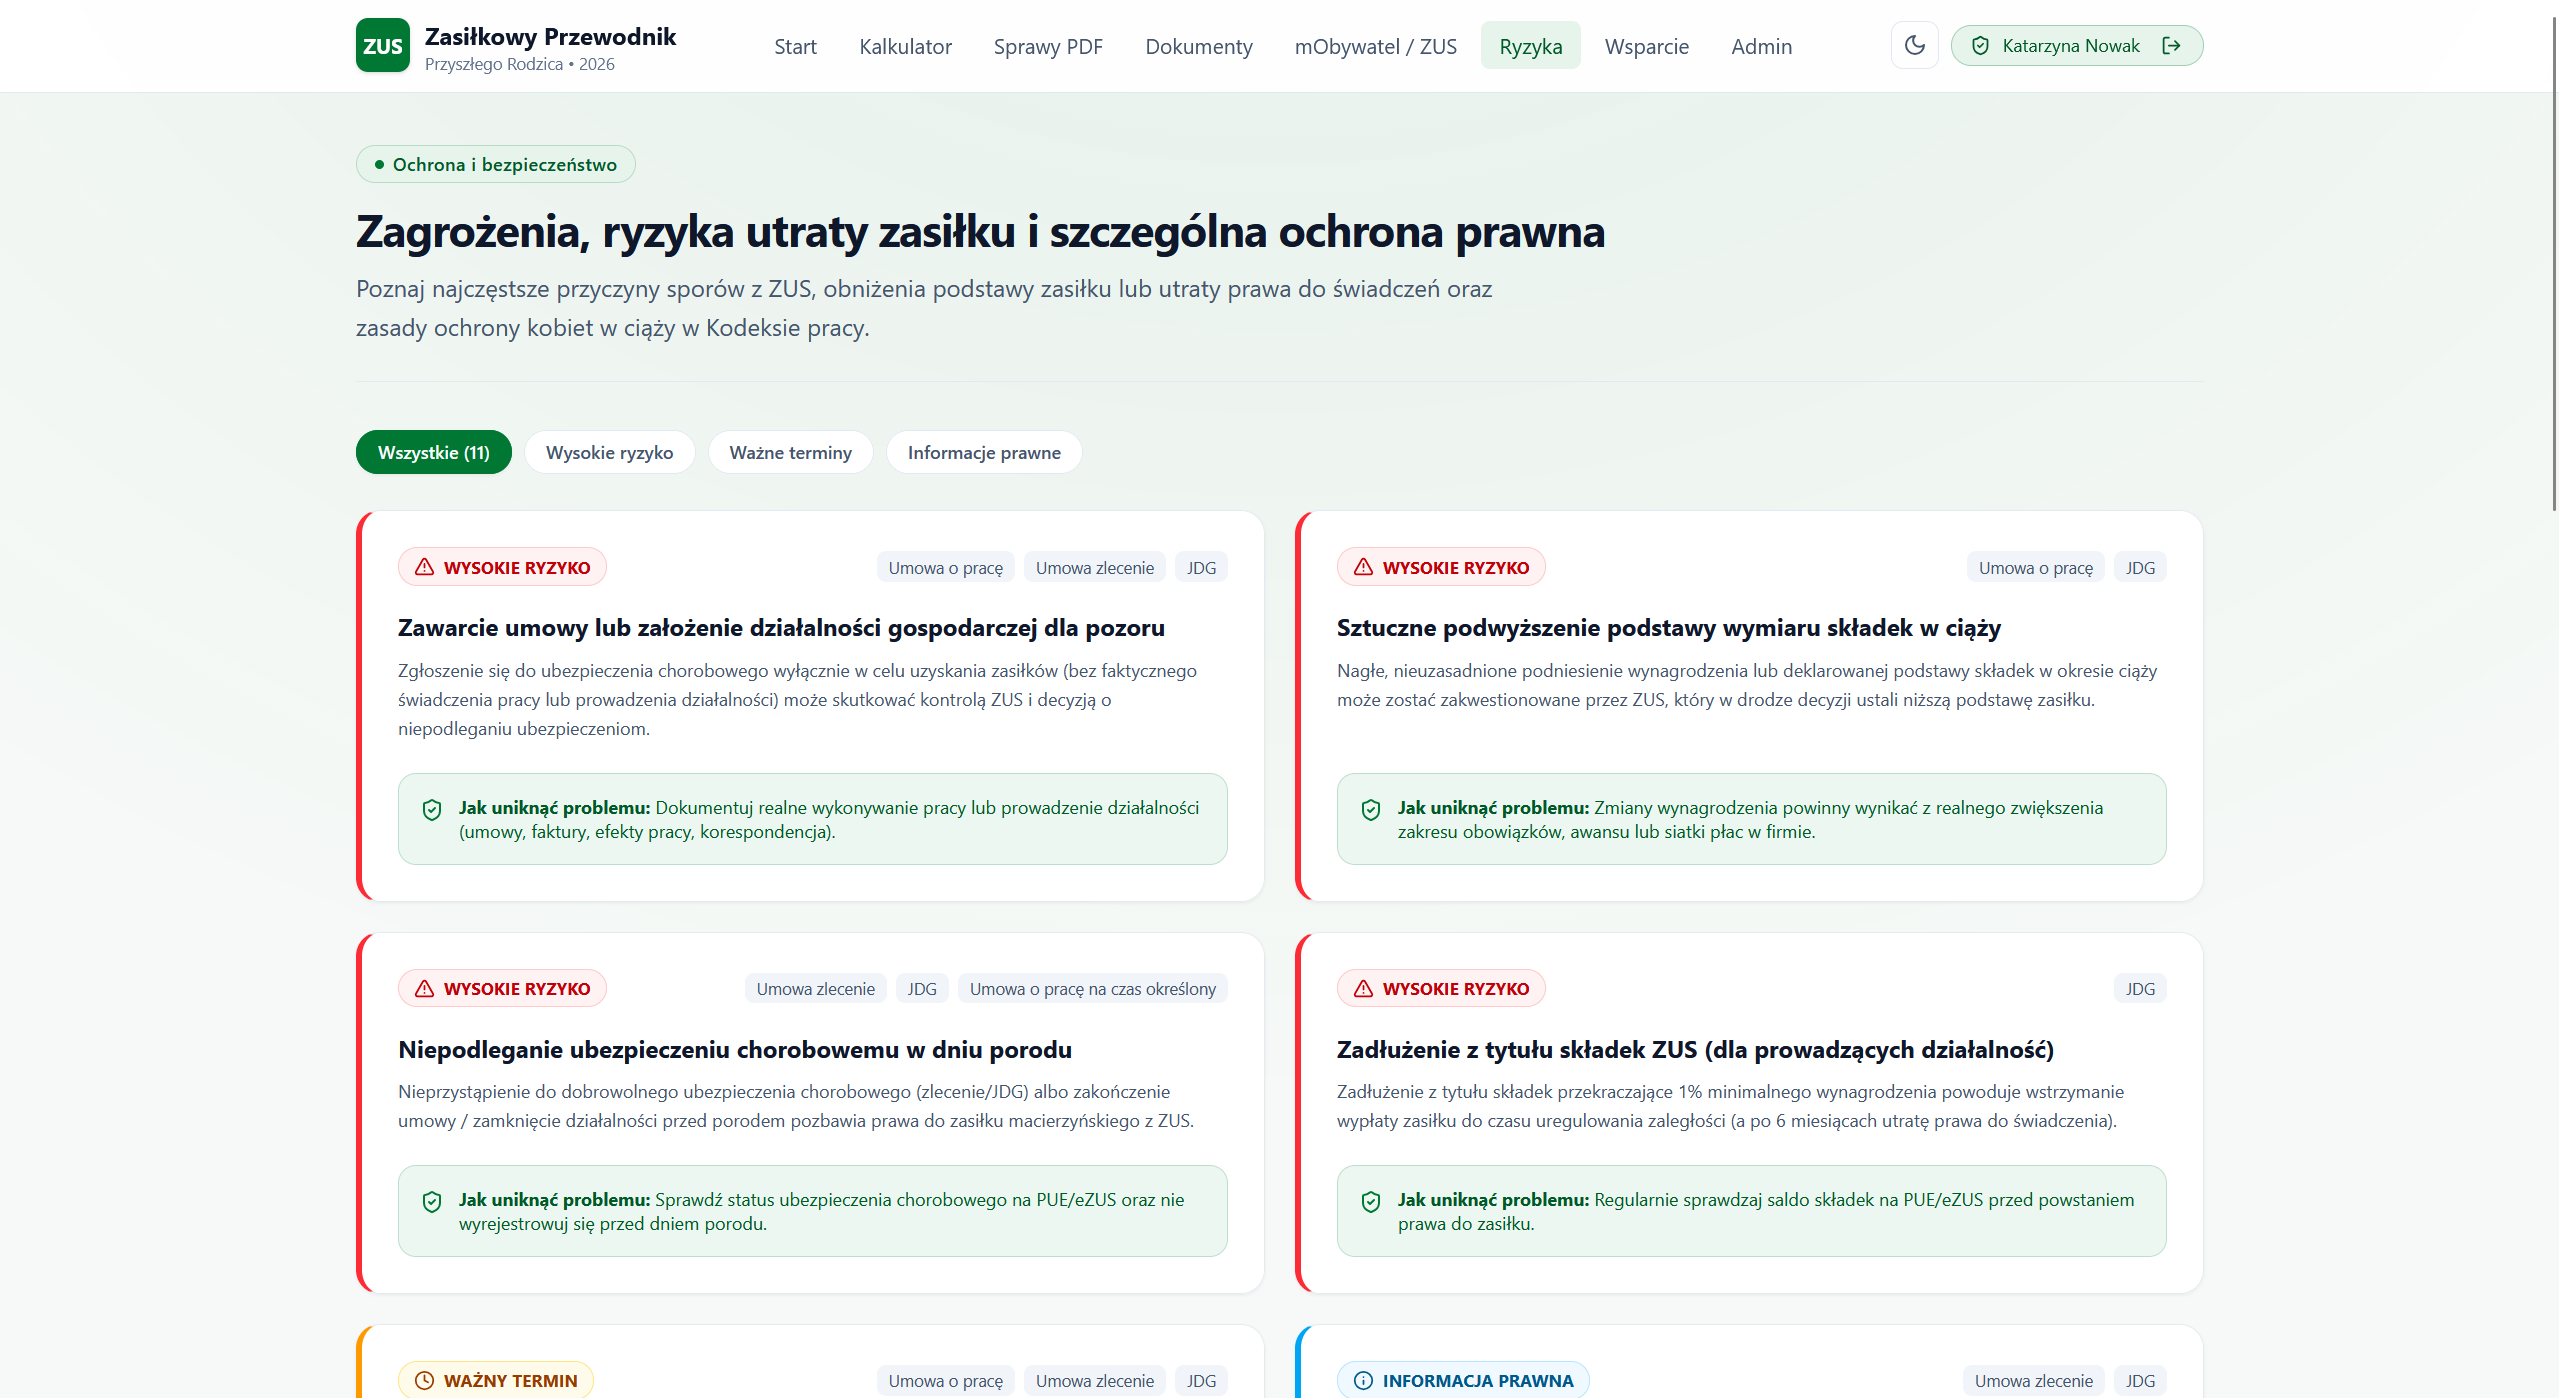 ZUS
Zasiłkowy Przewodnik
Przyszłego Rodzica • 2026
Start
Kalkulator
Sprawy PDF
Dokumenty
mObywatel / ZUS
Ryzyka
Wsparcie
Admin
Katarzyna Nowak
Ochrona i bezpieczeństwo
Zagrożenia, ryzyka utraty zasiłku i szczególna ochrona prawna
Poznaj najczęstsze przyczyny sporów z ZUS, obniżenia podstawy zasiłku lub utraty prawa do świadczeń oraz
zasady ochrony kobiet w ciąży w Kodeksie pracy.
Wszystkie (11)
Wysokie ryzyko
Ważne terminy
Informacje prawne
WYSOKIE RYZYKO
Umowa o pracę
Umowa zlecenie
JDG
Zawarcie umowy lub założenie działalności gospodarczej dla pozoru
Zgłoszenie się do ubezpieczenia chorobowego wyłącznie w celu uzyskania zasiłków (bez faktycznego
świadczenia pracy lub prowadzenia działalności) może skutkować kontrolą ZUS i decyzją o
niepodleganiu ubezpieczeniom.
Jak uniknąć problemu: Dokumentuj realne wykonywanie pracy lub prowadzenie działalności
(umowy, faktury, efekty pracy, korespondencja).
WYSOKIE RYZYKO
Umowa o pracę
JDG
Sztuczne podwyższenie podstawy wymiaru składek w ciąży
Nagłe, nieuzasadnione podniesienie wynagrodzenia lub deklarowanej podstawy składek w okresie ciąży
może zostać zakwestionowane przez ZUS, który w drodze decyzji ustali niższą podstawę zasiłku.
Jak uniknąć problemu: Zmiany wynagrodzenia powinny wynikać z realnego zwiększenia
zakresu obowiązków, awansu lub siatki płac w firmie.
WYSOKIE RYZYKO
Umowa zlecenie
JDG
Umowa o pracę na czas określony
Niepodleganie ubezpieczeniu chorobowemu w dniu porodu
Nieprzystąpienie do dobrowolnego ubezpieczenia chorobowego (zlecenie/JDG) albo zakończenie
umowy / zamknięcie działalności przed porodem pozbawia prawa do zasiłku macierzyńskiego z ZUS.
Jak uniknąć problemu: Sprawdź status ubezpieczenia chorobowego na PUE/eZUS oraz nie
wyrejestrowuj się przed dniem porodu.
WYSOKIE RYZYKO
JDG
Zadłużenie z tytułu składek ZUS (dla prowadzących działalność)
Zadłużenie z tytułu składek przekraczające 1% minimalnego wynagrodzenia powoduje wstrzymanie
wypłaty zasiłku do czasu uregulowania zaległości (a po 6 miesiącach utratę prawa do świadczenia).
Jak uniknąć problemu: Regularnie sprawdzaj saldo składek na PUE/eZUS przed powstaniem
prawa do zasiłku.
WAŻNY TERMIN
Umowa o pracę
Umowa zlecenie
JDG
INFORMACJA PRAWNA
Umowa zlecenie
JDG